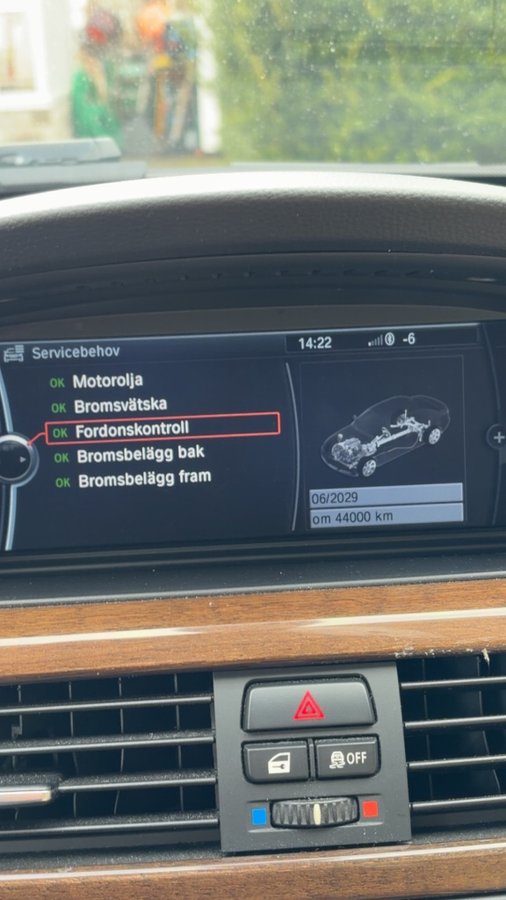 Servicebehov
14:22 -6
OK Motorolja
OK Bromsvätska
OK Fordonskontroll
OK Bromsbelägg bak
OK Bromsbelägg fram
06/2029
om 44000 km
OFF